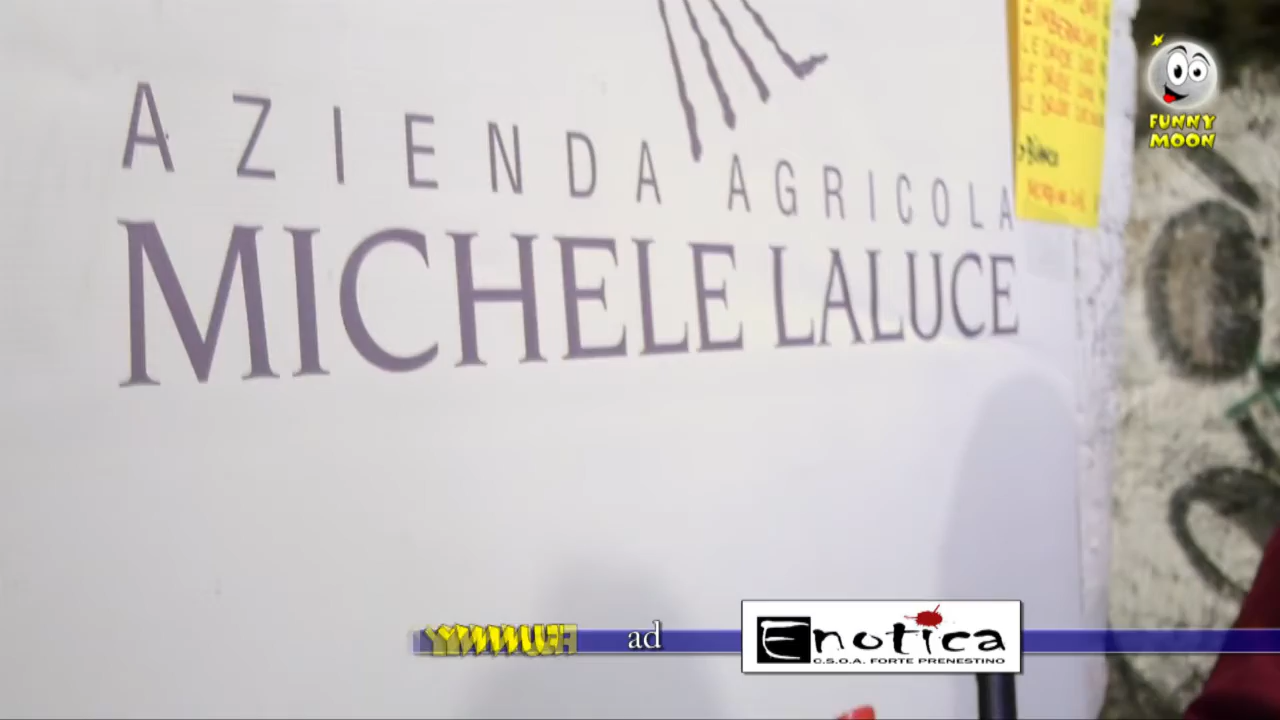 AZIENDA AGRICOLA
MICHELE LALUCE
FUNNY
MOON
ad
Enotica
C.S.O.A. FORTE PRENESTINO